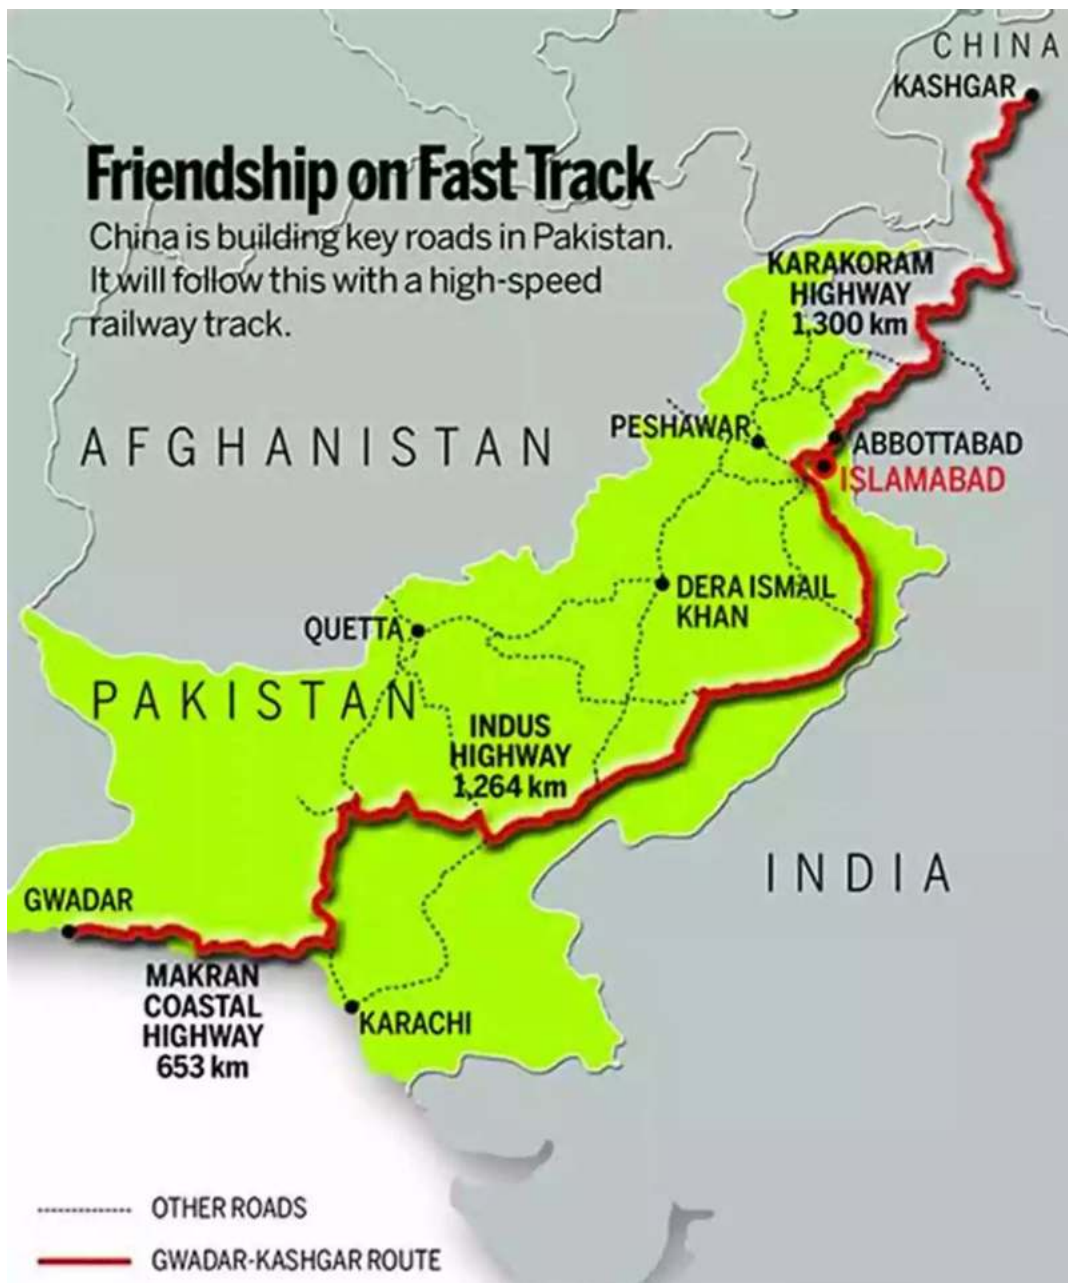 CHINA
KASHGAR
Friendship on Fast Track
China is building key roads in Pakistan.
It will follow this with a high-speed
railway track.
KARAKORAM
HIGHWAY
1,300 km
AFGHANISTAN
PESHAWAR
ABBOTTABAD
ISLAMABAD
DERA ISMAIL
KHAN
QUETTA
PAKISTAN
INDUS
HIGHWAY
1,264 km
INDIA
GWADAR
MAKRAN
COASTAL
HIGHWAY
653 km
KARACHI
OTHER ROADS
GWADAR-KASHGAR ROUTE